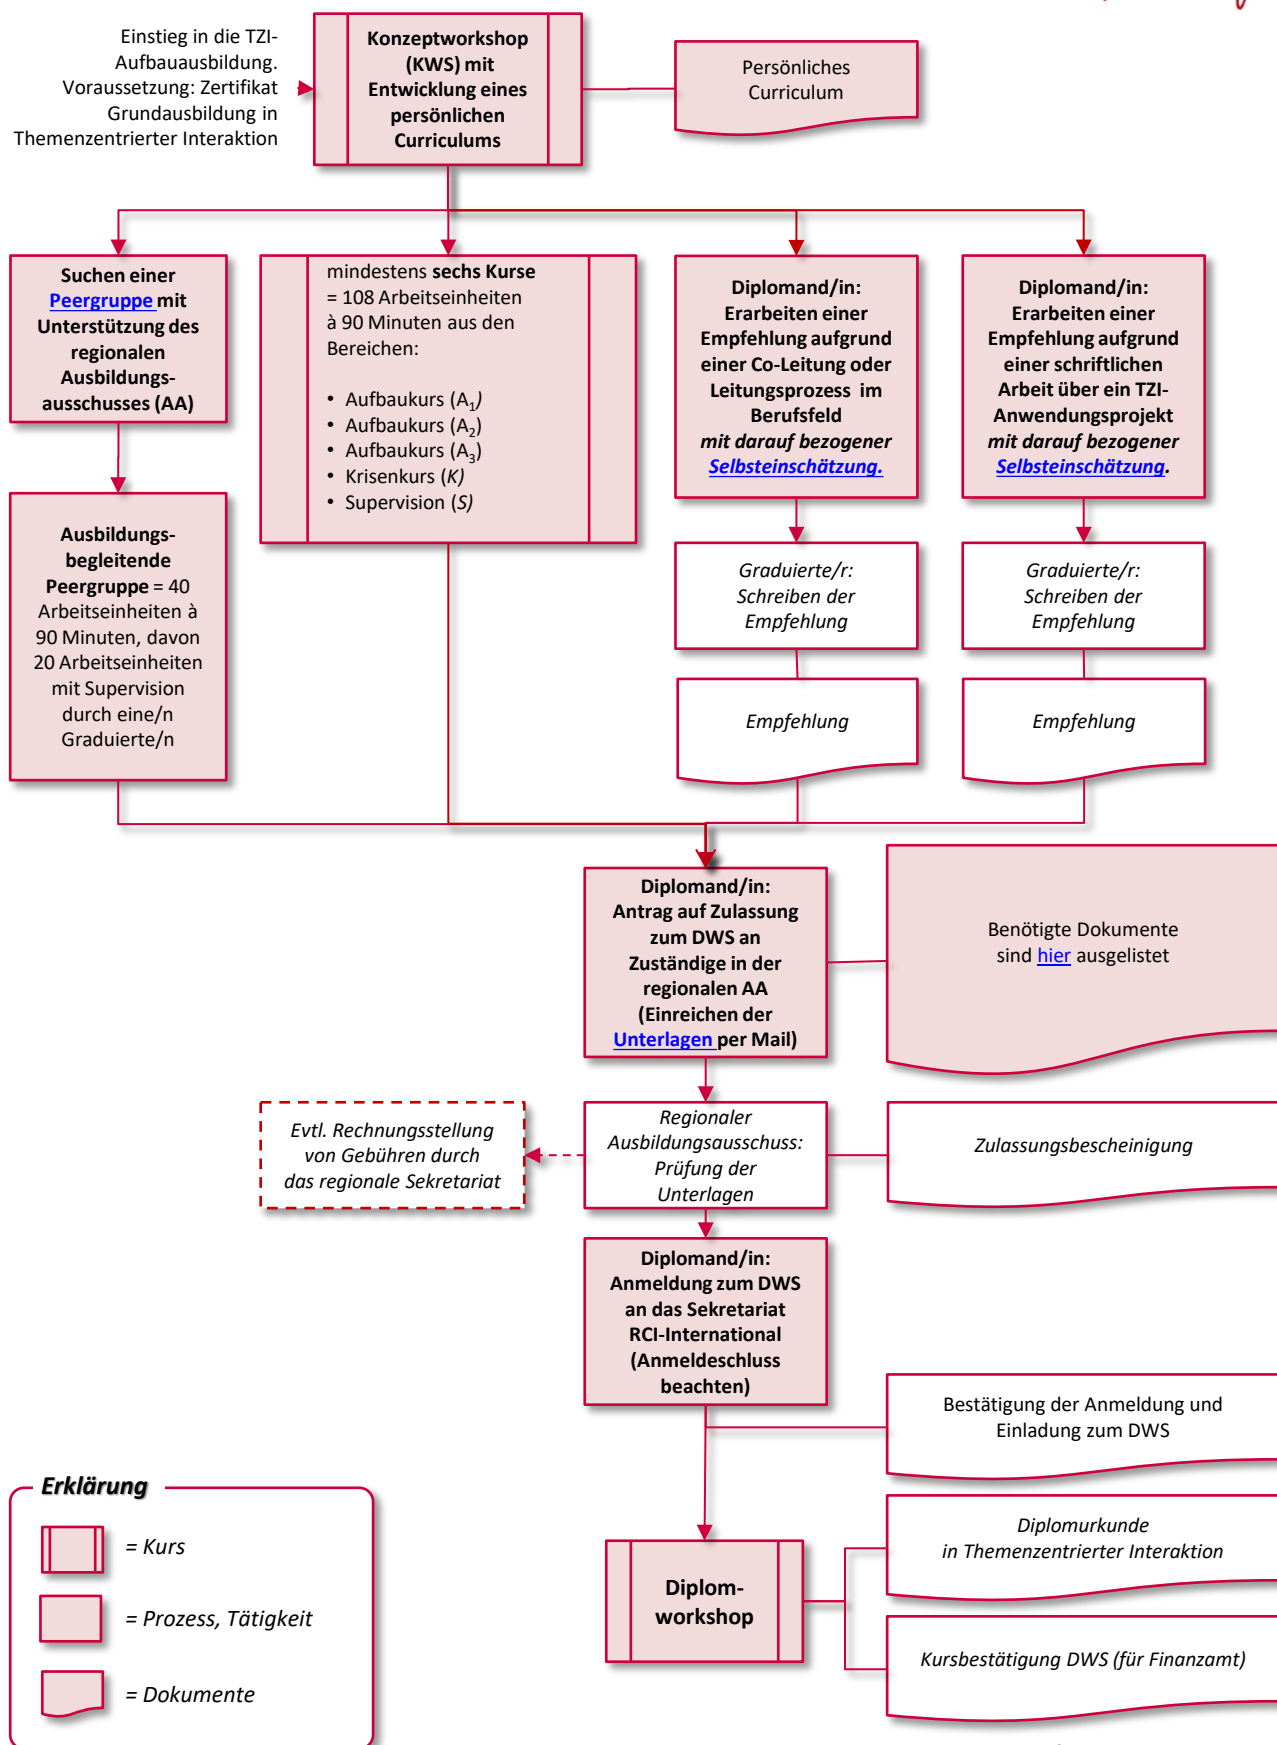 Einstieg in die TZI-
Aufbauausbildung.
Voraussetzung: Zertifikat
Grundausbildung in
Themenzentrierter Interaktion
Konzeptworkshop
(KWS) mit
Entwicklung eines
persönlichen
Curriculums
Persönliches
Curriculum
Suchen einer
Peergruppe mit
Unterstützung des
regionalen
Ausbildungs-
ausschusses (AA)
mindestens sechs Kurse
= 108 Arbeitseinheiten
à 90 Minuten aus den
Bereichen:
• Aufbaukurs (A₁)
• Aufbaukurs (A₂)
• Aufbaukurs (A₃)
• Krisenkurs (K)
• Supervision (S)
Diplomand/in:
Erarbeiten einer
Empfehlung aufgrund
einer Co-Leitung oder
Leitungsprozess im
Berufsfeld
mit darauf bezogener
Selbsteinschätzung.
Diplomand/in:
Erarbeiten einer
Empfehlung aufgrund
einer schriftlichen
Arbeit über ein TZI-
Anwendungsprojekt
mit darauf bezogener
Selbsteinschätzung.
Ausbildungs-
begleitende
Peergruppe = 40
Arbeitseinheiten à
90 Minuten, davon
20 Arbeitseinheiten
mit Supervision
durch eine/n
Graduierte/n
Graduierte/r:
Schreiben der
Empfehlung
Graduierte/r:
Schreiben der
Empfehlung
Empfehlung
Empfehlung
Diplomand/in:
Antrag auf Zulassung
zum DWS an
Zuständige in der
regionalen AA
(Einreichen der
Unterlagen per Mail)
Benötigte Dokumente
sind hier ausgelistet
Evtl. Rechnungsstellung
von Gebühren durch
das regionale Sekretariat
Regionaler
Ausbildungsausschuss:
Prüfung der
Unterlagen
Zulassungsbescheinigung
Diplomand/in:
Anmeldung zum DWS
an das Sekretariat
RCI-International
(Anmeldeschluss
beachten)
Bestätigung der Anmeldung und
Einladung zum DWS
Diplom-
workshop
Diplomurkunde
in Themenzentrierter Interaktion
Kursbestätigung DWS (für Finanzamt)
Erklärung
= Kurs
= Prozess, Tätigkeit
= Dokumente